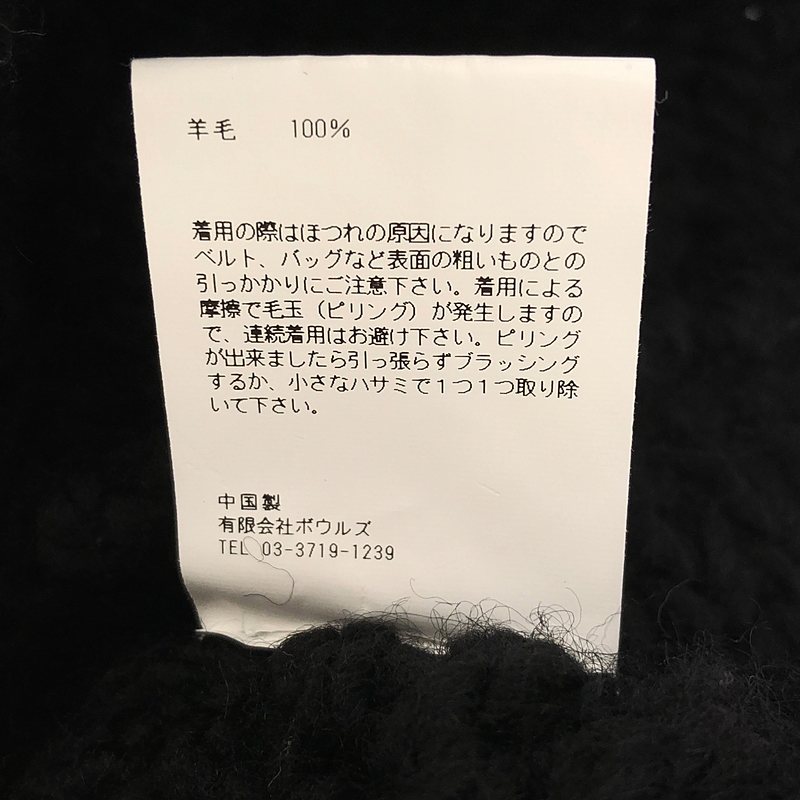 羊毛 100%
着用の際はほつれの原因になりますので
ベルト、バッグなど表面の粗いものとの
引っかかりにご注意下さい。着用による
摩擦で毛玉（ピリング）が発生しますの
で、連続着用はお避け下さい。ピリング
が出来ましたら引っ張らずブラッシング
するか、小さなハサミで１つ１つ取り除
いて下さい。
中国製
有限会社ボウルズ
TEL 03-3719-1239